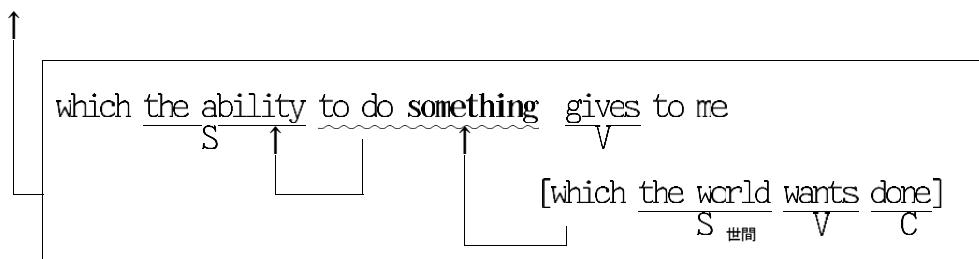 which the ability to do something gives to me
S V
[which the world wants done]
S 世間 V C